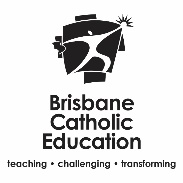 Brisbane
Catholic
Education
teaching • challenging • transforming